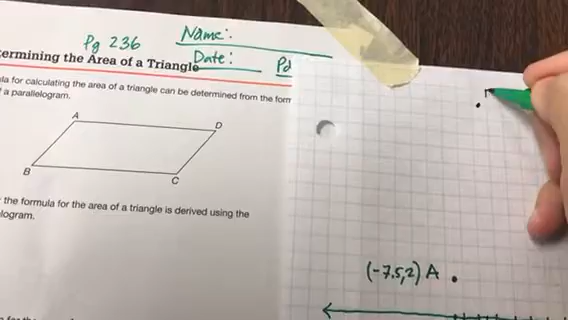 Pg 236
Name:
Date: Pd
ermining the Area of a Triangle
ula for calculating the area of a triangle can be determined from the form
a parallelogram.
A
D
B
C
the formula for the area of a triangle is derived using the
logram.
(-7.5,2) A